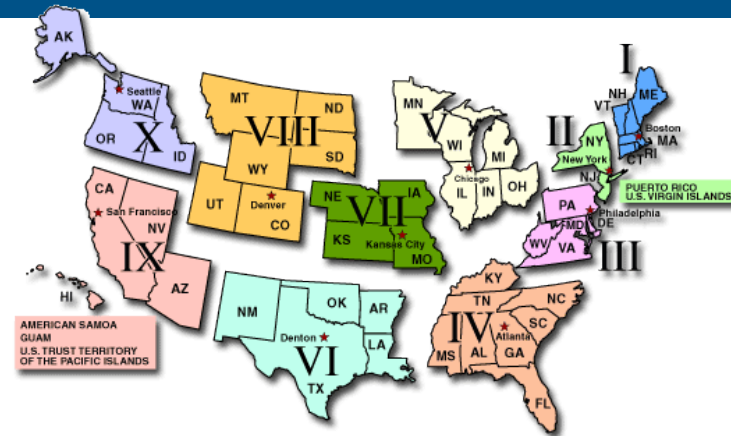 AK
Seattle
WA
X
OR
ID
MT
ND
VIII
SD
WY
UT
Denver
CO
MN
V
WI
MI
Chicago
IL
IN
OH
I
NH
ME
VT
Boston
MA
RI
CT
II
NY
New York
NJ
PUERTO RICO
U.S. VIRGIN ISLANDS
PA
Philadelphia
DE
MD
WV
VA
III
NE
IA
VII
KS
Kansas City
MO
CA
San Francisco
NV
IX
AZ
HI
AMERICAN SAMOA
GUAM
U.S. TRUST TERRITORY
OF THE PACIFIC ISLANDS
NM
OK
AR
Denton
LA
VI
TX
KY
TN
NC
IV
SC
Atlanta
MS
AL
GA
FL